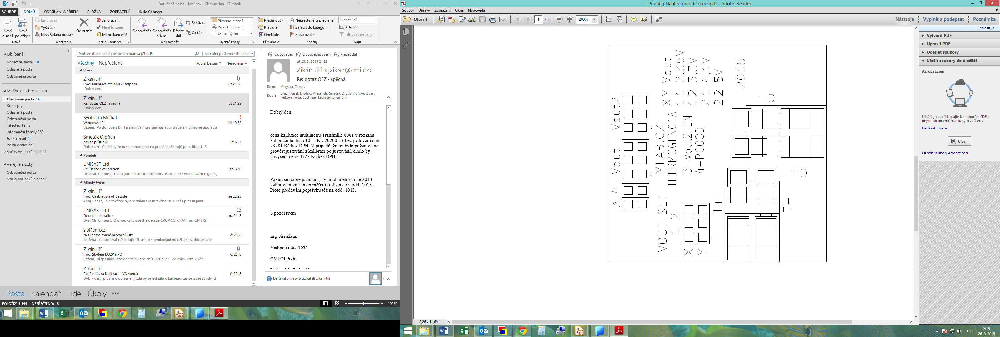 Doručená pošta – Mailbox - Chroust Jan - Outlook
SOUBOR DOMŮ ODESÍLÁNÍ A PŘÍJEM SLOŽKA ZOBRAZENÍ Kerio Connect
Nový e-mail
Nové položky
Nové
Ignorovat
Vyčistit
Nevyžádaná pošta
Odstranit
Odstranit
Je to spam
Není to spam
Mimo kancelář
Kerio Connect
Odpovědět
Odpovědět všem
Předat dál
Schůzka
Další
Odpovědět
Přesunout do: ?
Předat nadřízen...
E-mail týmu
Rychlé kroky
Přesunout
Pravidla
OneNote
Přesunout
Nepřečtené či přečtené
Zařadit do kategorií
Zpracovat
Značky
Hledat lidi
Adresář
Filtrovat e-maily
Najít
Oblíbené
Doručená pošta 16
Odeslaná pošta
Odstraněná pošta
Mailbox - Chroust Jan
Doručená pošta 16
Koncepty
Odeslaná pošta
Odstraněná pošta
Infected Items
Informační kanály RSS
Junk E-mail [1]
Pošta k odeslání
Složky výsledků hledání
Veřejné složky
Odstraněná pošta
Složky výsledků hledání
Prohledat: Aktuální poštovní schránka (Ctrl+E) Aktuální poštovní schránka
Všechny Nepřečtené Podle: Datum Nejnovější
Včera
Zikán Jiří
Fwd: Kalibrace etalonu el odporu. út 21:26
Dobrý den,
Zikán Jiří
Re: dotaz OEZ - spěchá út 21:22
Dobrý den,
Svoboda Michal
Windows 10 út 10:32
Vážení, Po dohodě s Dr. Tesařem Vám zasílám následující sdělení ohledně upgradu
Smeták Oldřich
odvoz přístrojů út 6:57
Dobrý den Chtěli bychom se dohodnout na předání přístrojů po kalibraci. S
Pondělí
UNISYST Ltd
Re: Decade calibration po 8:30
Dear Mr. Chroust, Thank you for the information. Have a nice week! With regards,
Minulý týden
Zikán Jiří
Fwd: Calibration of decade ne 22:25
Ahoj Honzo, dle zakázek byla dekáda zkalibrována 18.8. Pošli prosím panu
UNISYST Ltd
Decade calibration pá 21. 8
Dear Mr. Chroust, Did you calibrate the decade CROPICO RH9A from UNISYST
sit@cmi.cz
Nezkontrolované pracovní listy čt 20. 8
Je třeba zkontrolovat následující PL vnitro s ceníkovými položkami za dodavatele:
Zikán Jiří
Fwd: Školení BOZP a PO čt 20. 8
Vážení, přeposílám info o termínu školení BOZP a PO. Zdravím Jirka Zikán
Zikán Jiří
Re: Poptávka kalibrace - VN sonda čt 20. 8
Dobrý den, prosím o upřesnění, zda by se jednalo o kalibraci samostatné sondy, či
Odpovědět Odpovědět všem Předat dál
út 25. 8. 2015 21:22
Zikán Jiří <jzikan@cmi.cz>
Re: dotaz OEZ - spěchá
Komu Mikyska, Tomas
Kopie Dražil Karel; Lhotský Alexandr; Smeták Oldřich; Chroust Jan;
Fejková Iveta; Lochman Ladislav; Zikán Jiří
Dobrý den,
cena kalibrace multimetru Transmille 8081 v rozsahu
kalibračního listu 1031-KL-20200-13 bez justování činí
23281 Kč bez DPH. V případě, že by bylo požadováno
provést justování a kalibraci po justování, činilo by
navýšení ceny 4527 Kč bez DPH.
Pokud se dobře pamatuji, byl multimetr v roce 2013
kalibrován ve funkci měření frekvence v odd. 1013.
Proto předávám poptávku též na odd. 1013.
S pozdravem
Ing. Jiří Zikán
Vedoucí odd. 1031
ČMI OI Praha
Další informace o uživateli Zikán Jiří
Pošta Kalendář Lidé Úkoly ···
POLOŽKY: 1 444 NEPŘEČTENO: 16 100 %
Printing Náhled před tiskem2.pdf - Adobe Reader
Soubor Úpravy Zobrazení Okna Nápověda
Otevřít 1 / 1 200% Nástroje Vyplnit a podepsat Poznámka
Přihlásit se
Vytvořit PDF
Upravit PDF
Odeslat soubory
Uložit soubory do úložiště
Acrobat.com
Ukládejte a přistupujte k souborům PDF a
jiným dokumentům z různých zařízení.
Další informace
Uložit
Otevřít soubory Acrobat.com
Vout2
Vout
3 4
XY Vout
11 2,35V
12 3,3V
21 4,1V
22 5V
2015
MLAB.CZ
THERMOGEN01A
3-Vout2_EN
4-PGOOD
VOUT SET
1 2
X
Y
T+
T-
C-
C+
1
1
1
1
8,26 x 11,69 "
CES
8:19
26. 8. 2015